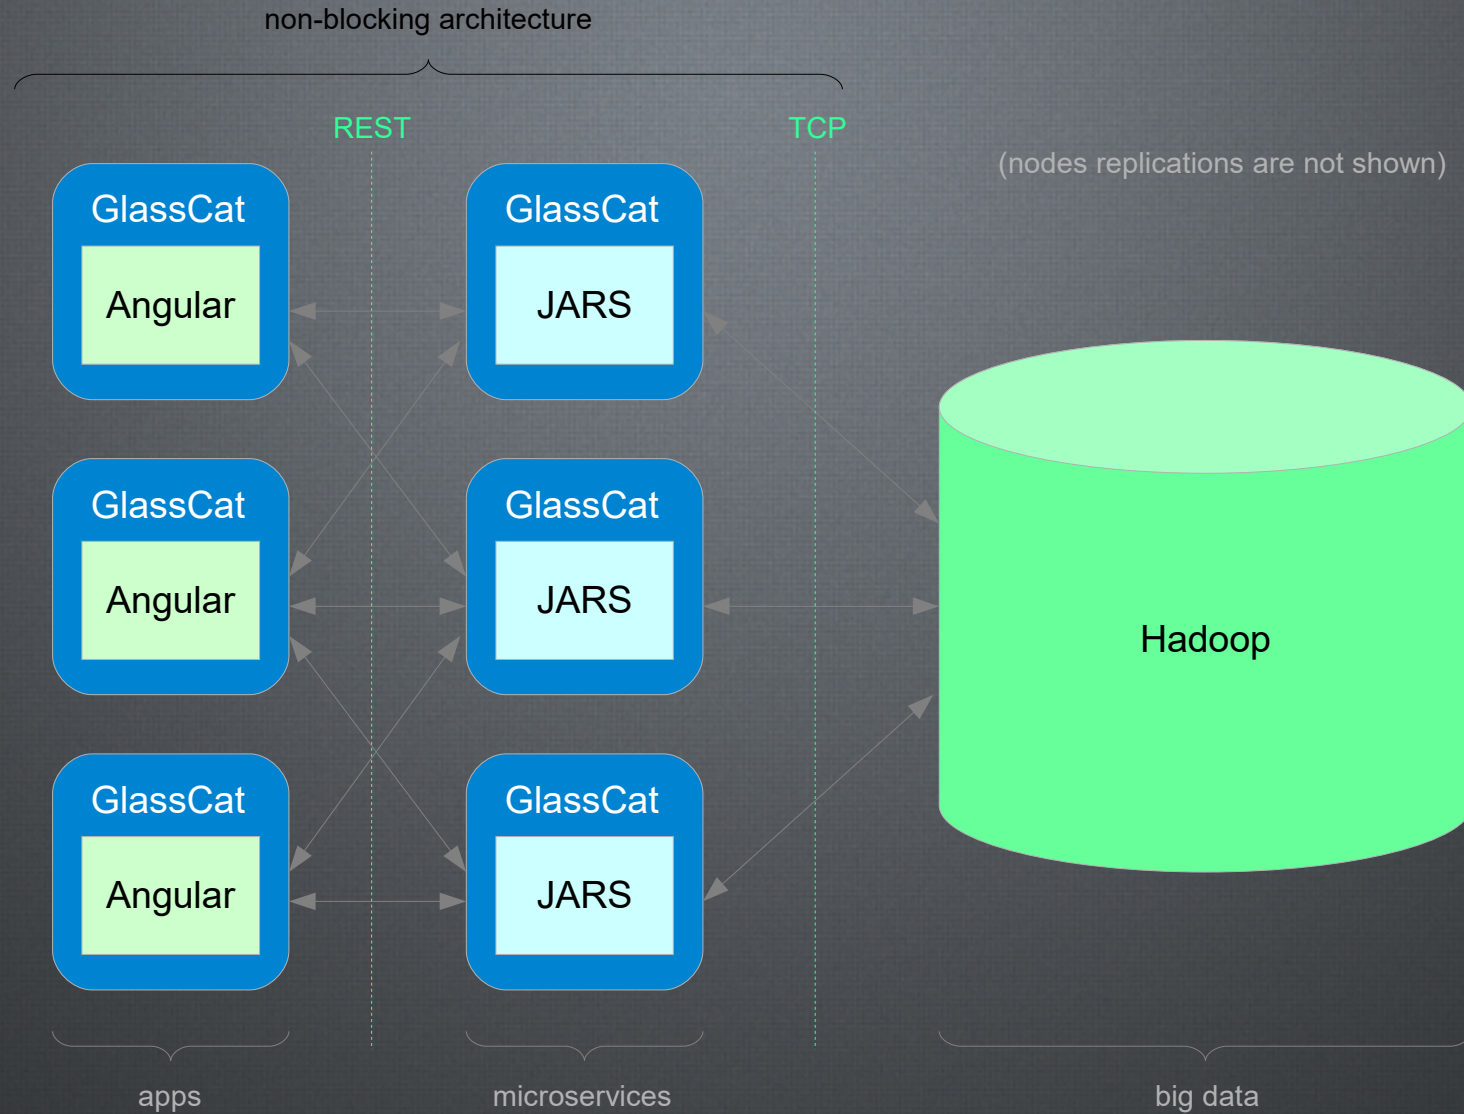 non-blocking architecture
REST
TCP
(nodes replications are not shown)
GlassCat
Angular
GlassCat
JARS
GlassCat
Angular
GlassCat
JARS
Hadoop
GlassCat
Angular
GlassCat
JARS
apps
microservices
big data